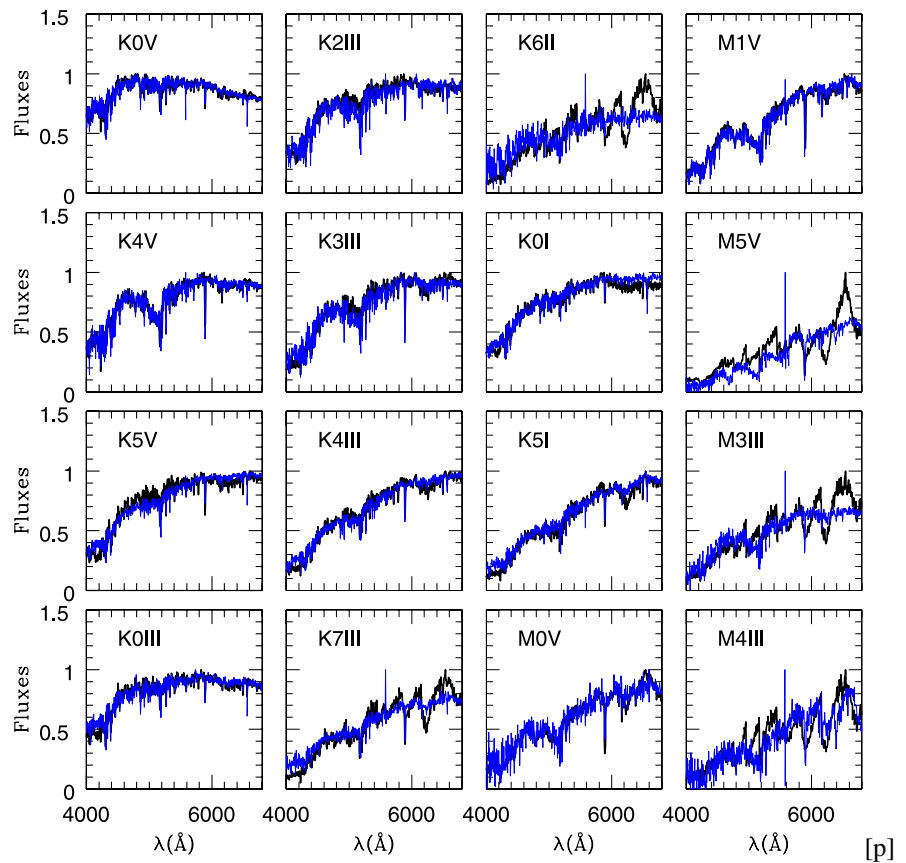 1.5
K0V
K2III
K6II
M1V
Fluxes
1
0.5
0
1.5
K4V
K3III
K0I
M5V
Fluxes
1
0.5
0
1.5
K5V
K4III
K5I
M3III
Fluxes
1
0.5
0
1.5
K0III
K7III
M0V
M4III
Fluxes
1
0.5
0
4000 6000 4000 6000 4000 6000 4000 6000
λ(Å) λ(Å) λ(Å) λ(Å)
[p]